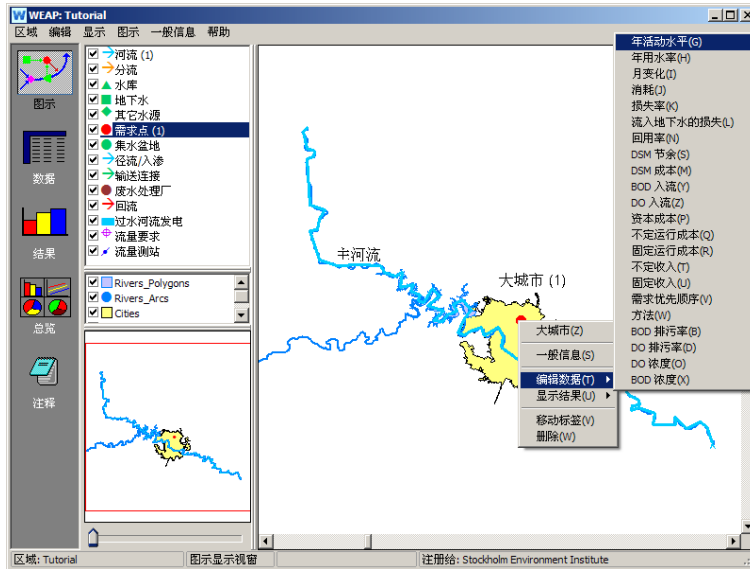 WEAP: Tutorial
区域 编辑 显示 图示 一般信息 帮助
图示
数据
结果
总览
注释
河流 (1)
分流
水库
地下水
其它水源
需求点 (1)
集水盆地
径流/入渗
输送连接
废水处理厂
回流
过水河流发电
流量要求
流量测站
Rivers_Polygons
Rivers_Arcs
Cities
主河流
大城市 (1)
大城市(Z)
一般信息(S)
编辑数据(T)
显示结果(U)
移动标签(V)
删除(W)
年活动水平(G)
年用水率(H)
月变化(I)
消耗(J)
损失率(K)
流入地下水的损失(L)
回用率(N)
DSM 节余(S)
DSM 成本(M)
BOD 入流(Y)
DO 入流(Z)
资本成本(P)
不定运行成本(Q)
固定运行成本(R)
不定收入(T)
固定收入(U)
需求优先顺序(V)
方法(W)
BOD 排污率(B)
DO 排污率(D)
DO 浓度(O)
BOD 浓度(X)
区域: Tutorial
图示显示视窗
注册给: Stockholm Environment Institute